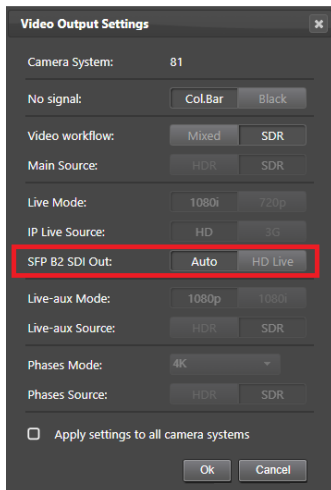 Video Output Settings
Camera System: 81
No signal: Col.Bar Black
Video workflow: Mixed SDR
Main Source: HDR SDR
Live Mode: 1080i 720p
IP Live Source: HD 3G
SFP B2 SDI Out: Auto HD Live
Live-aux Mode: 1080p 1080i
Live-aux Source: HDR SDR
Phases Mode: 4K
Phases Source: HDR SDR
Apply settings to all camera systems
Ok Cancel